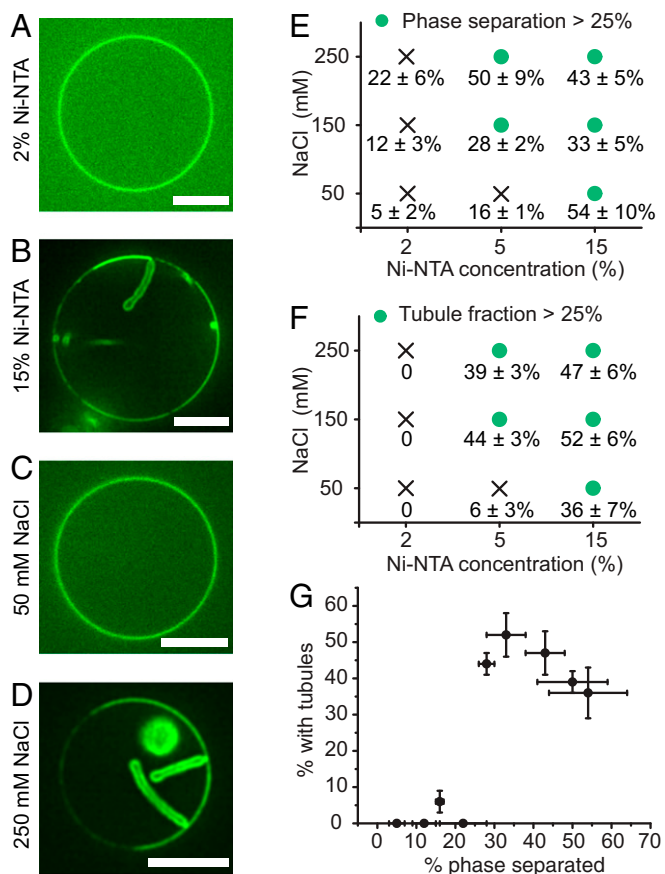 A
2% Ni-NTA
B
15% Ni-NTA
C
50 mM NaCl
D
250 mM NaCl
E
Phase separation > 25%
NaCl (mM)
250
22 ± 6% 50 ± 9% 43 ± 5%
150
12 ± 3% 28 ± 2% 33 ± 5%
50
5 ± 2% 16 ± 1% 54 ± 10%
2 5 15
Ni-NTA concentration (%)
F
Tubule fraction > 25%
NaCl (mM)
250
0 39 ± 3% 47 ± 6%
150
0 44 ± 3% 52 ± 6%
50
0 6 ± 3% 36 ± 7%
2 5 15
Ni-NTA concentration (%)
G
% with tubules
60
50
40
30
20
10
0
0 10 20 30 40 50 60 70
% phase separated